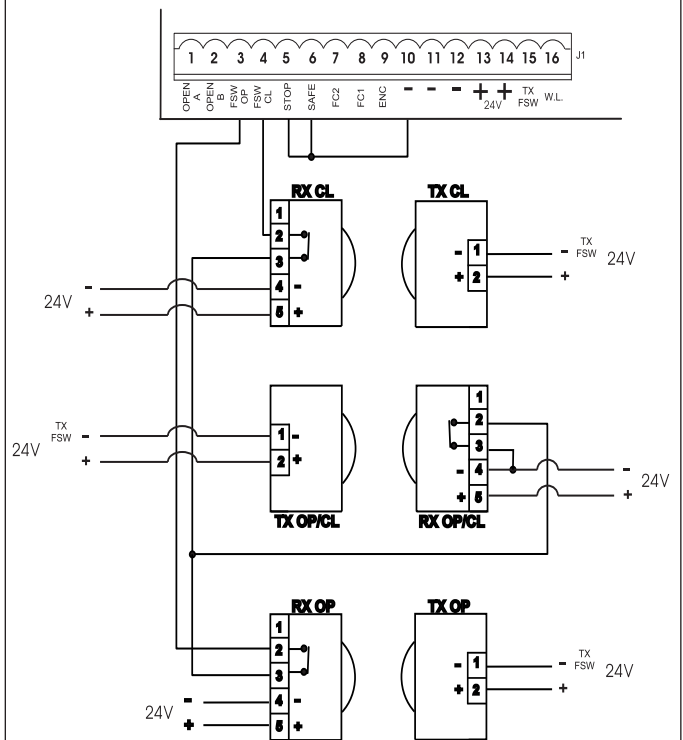 1 2 3 4 5 6 7 8 9 10 11 12 13 14 15 16 J1
OPEN A
OPEN B
FSW OP
FSW CL
STOP
SAFE
FC2
FC1
ENC
- - - + +
24V
TX FSW
W.L.
RX CL
TX CL
1
2
3
4 -
5 +
- 24V
+
- 1
+ 2
- TX FSW 24V
+
TX FSW - 24V
+
1 -
2 +
TX OP/CL
1
2
3
- 4
+ 5
RX OP/CL
- 24V
+
RX OP
TX OP
1
2
3
4 -
5 +
- 24V
+
- 1
+ 2
- TX FSW 24V
+